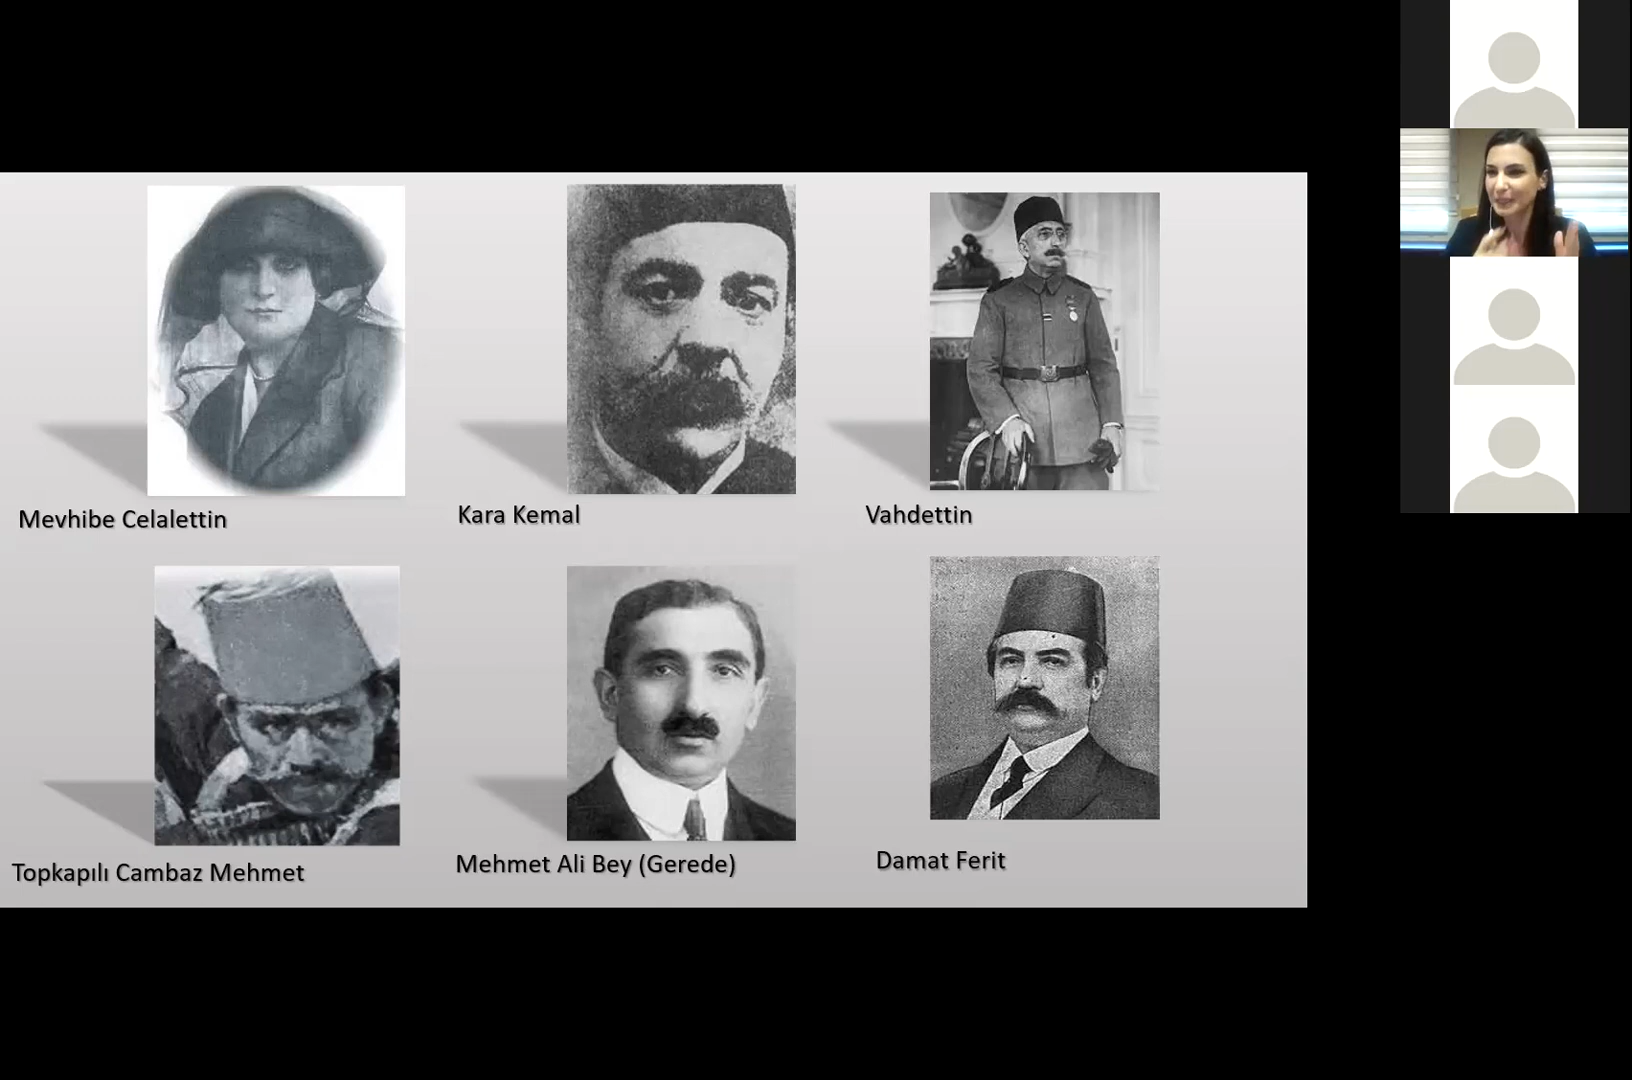 Mevhibe Celalettin
Kara Kemal
Vahdettin
Topkapılı Cambaz Mehmet
Mehmet Ali Bey (Gerede)
Damat Ferit